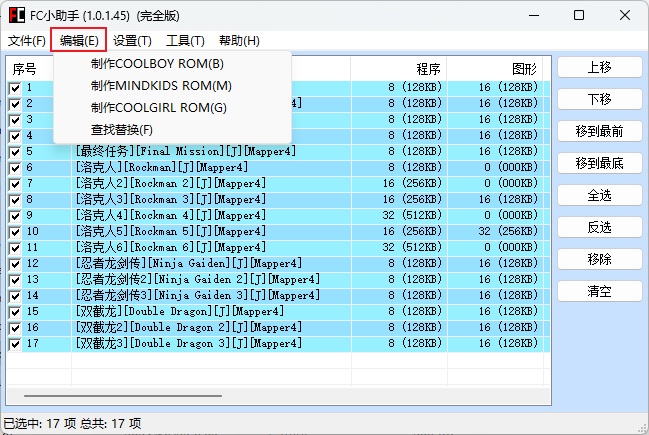 FC小助手 (1.0.1.45) (完全版)
文件(F) 编辑(E) 设置(T) 工具(T) 帮助(H)
制作COOLBOY ROM(B)
制作MINDKIDS ROM(M)
制作COOLGIRL ROM(G)
查找替换(F)
序号 程序 图形
1 8 (128KB) 16 (128KB)
2 Mapper4] 8 (128KB) 16 (128KB)
3 8 (128KB) 16 (128KB)
4 8 (128KB) 16 (128KB)
5 [最终任务][Final Mission][J][Mapper4] 8 (128KB) 16 (128KB)
6 [洛克人][Rockman][J][Mapper4] 8 (128KB) 0 (000KB)
7 [洛克人2][Rockman 2][J][Mapper4] 16 (256KB) 0 (000KB)
8 [洛克人3][Rockman 3][J][Mapper4] 16 (256KB) 16 (128KB)
9 [洛克人4][Rockman 4][J][Mapper4] 32 (512KB) 0 (000KB)
10 [洛克人5][Rockman 5][J][Mapper4] 16 (256KB) 32 (256KB)
11 [洛克人6][Rockman 6][J][Mapper4] 32 (512KB) 0 (000KB)
12 [忍者龙剑传][Ninja Gaiden][J][Mapper4] 8 (128KB) 16 (128KB)
13 [忍者龙剑传2][Ninja Gaiden 2][J][Mapper4] 8 (128KB) 16 (128KB)
14 [忍者龙剑传3][Ninja Gaiden 3][J][Mapper4] 8 (128KB) 16 (128KB)
15 [双截龙][Double Dragon][J][Mapper4] 8 (128KB) 16 (128KB)
16 [双截龙2][Double Dragon 2][J][Mapper4] 8 (128KB) 16 (128KB)
17 [双截龙3][Double Dragon 3][J][Mapper4] 8 (128KB) 16 (128KB)
上移
下移
移到最前
移到最底
全选
反选
移除
清空
已选中: 17 项 总共: 17 项